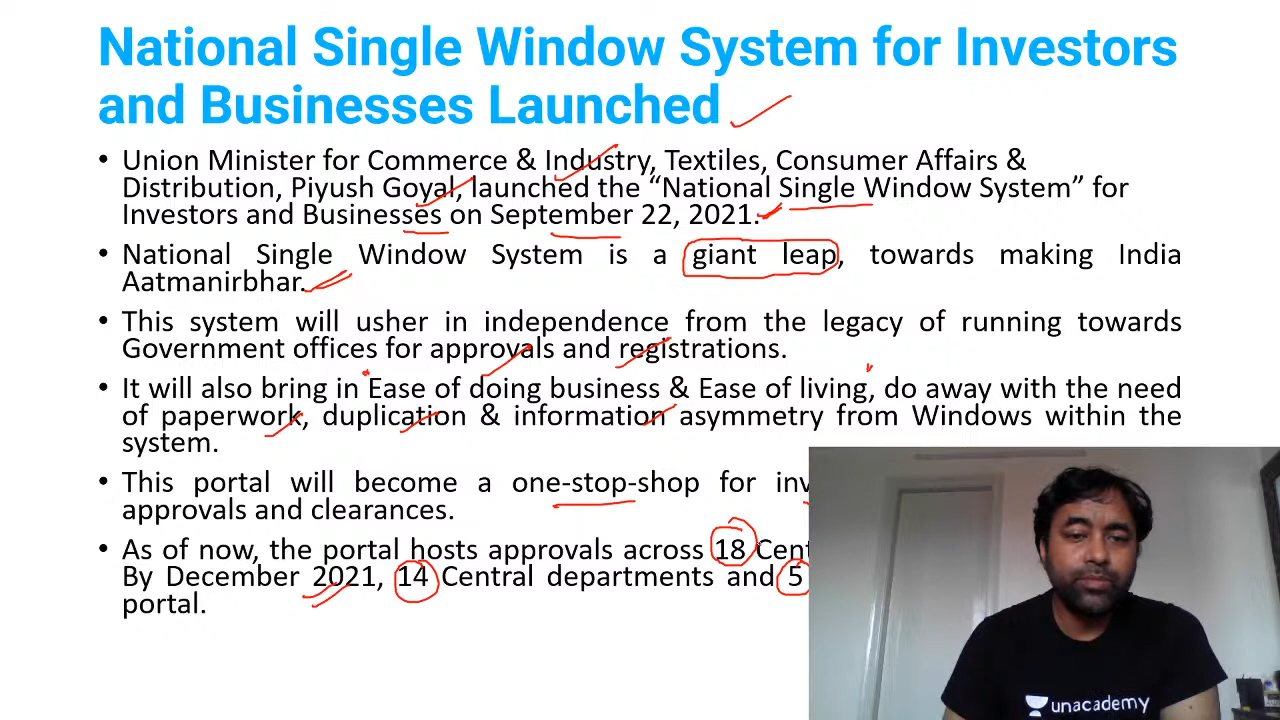 National Single Window System for Investors
and Businesses Launched
• Union Minister for Commerce & Industry, Textiles, Consumer Affairs &
Distribution, Piyush Goyal, launched the “National Single Window System” for
Investors and Businesses on September 22, 2021.
• National Single Window System is a giant leap, towards making India
Aatmanirbhar.
• This system will usher in independence from the legacy of running towards
Government offices for approvals and registrations.
• It will also bring in Ease of doing business & Ease of living, do away with the need
of paperwork, duplication & information asymmetry from Windows within the
system.
• This portal will become a one-stop-shop for
approvals and clearances.
• As of now, the portal hosts approvals across 18
By December 2021, 14 Central departments and 5
portal.
unacademy